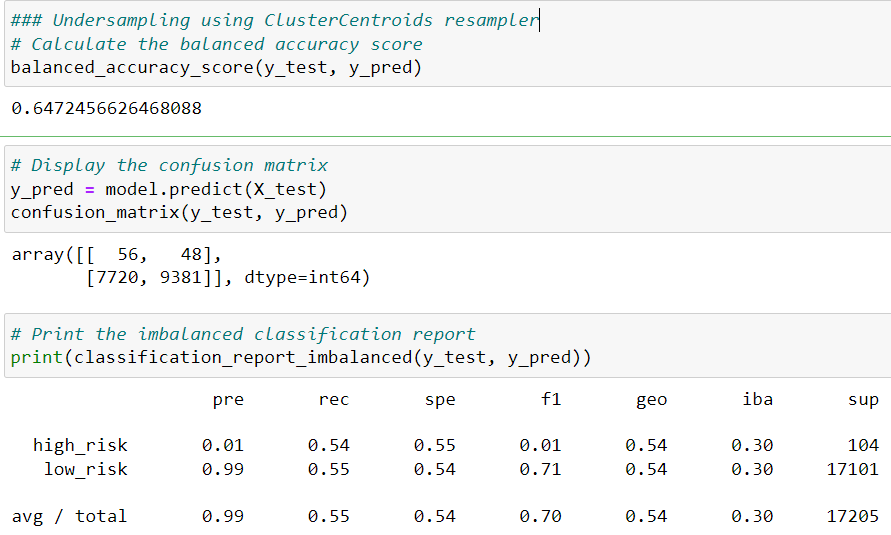 ### Undersampling using ClusterCentroids resampler
# Calculate the balanced accuracy score
balanced_accuracy_score(y_test, y_pred)
0.6472456626468088
# Display the confusion matrix
y_pred = model.predict(X_test)
confusion_matrix(y_test, y_pred)
array([[  56,   48],
       [7720, 9381]], dtype=int64)
# Print the imbalanced classification report
print(classification_report_imbalanced(y_test, y_pred))
pre rec spe f1 geo iba sup
high_risk 0.01 0.54 0.55 0.01 0.54 0.30 104
low_risk 0.99 0.55 0.54 0.71 0.54 0.30 17101
avg / total 0.99 0.55 0.54 0.70 0.54 0.30 17205